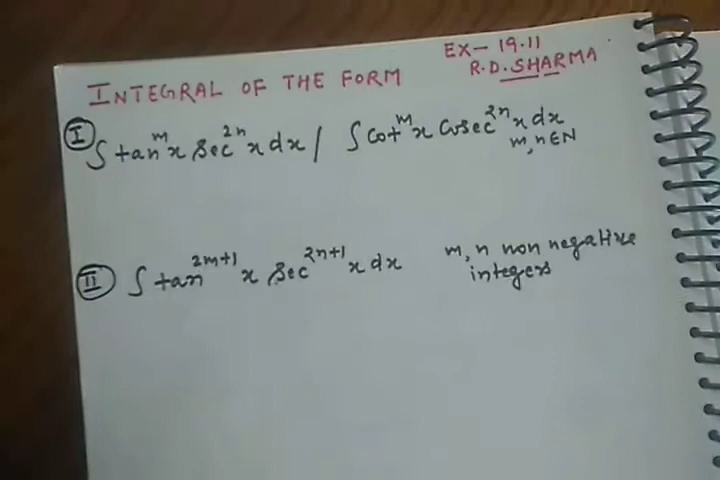 INTEGRAL OF THE FORM EX-19.11
R.D. SHARMA
I ∫ tan^m x sec^2n x dx / ∫ cot^m x cosec^2n x dx
m, n ∈ N
II ∫ tan^2m+1 x sec^2n+1 x dx m, n non negative
integers